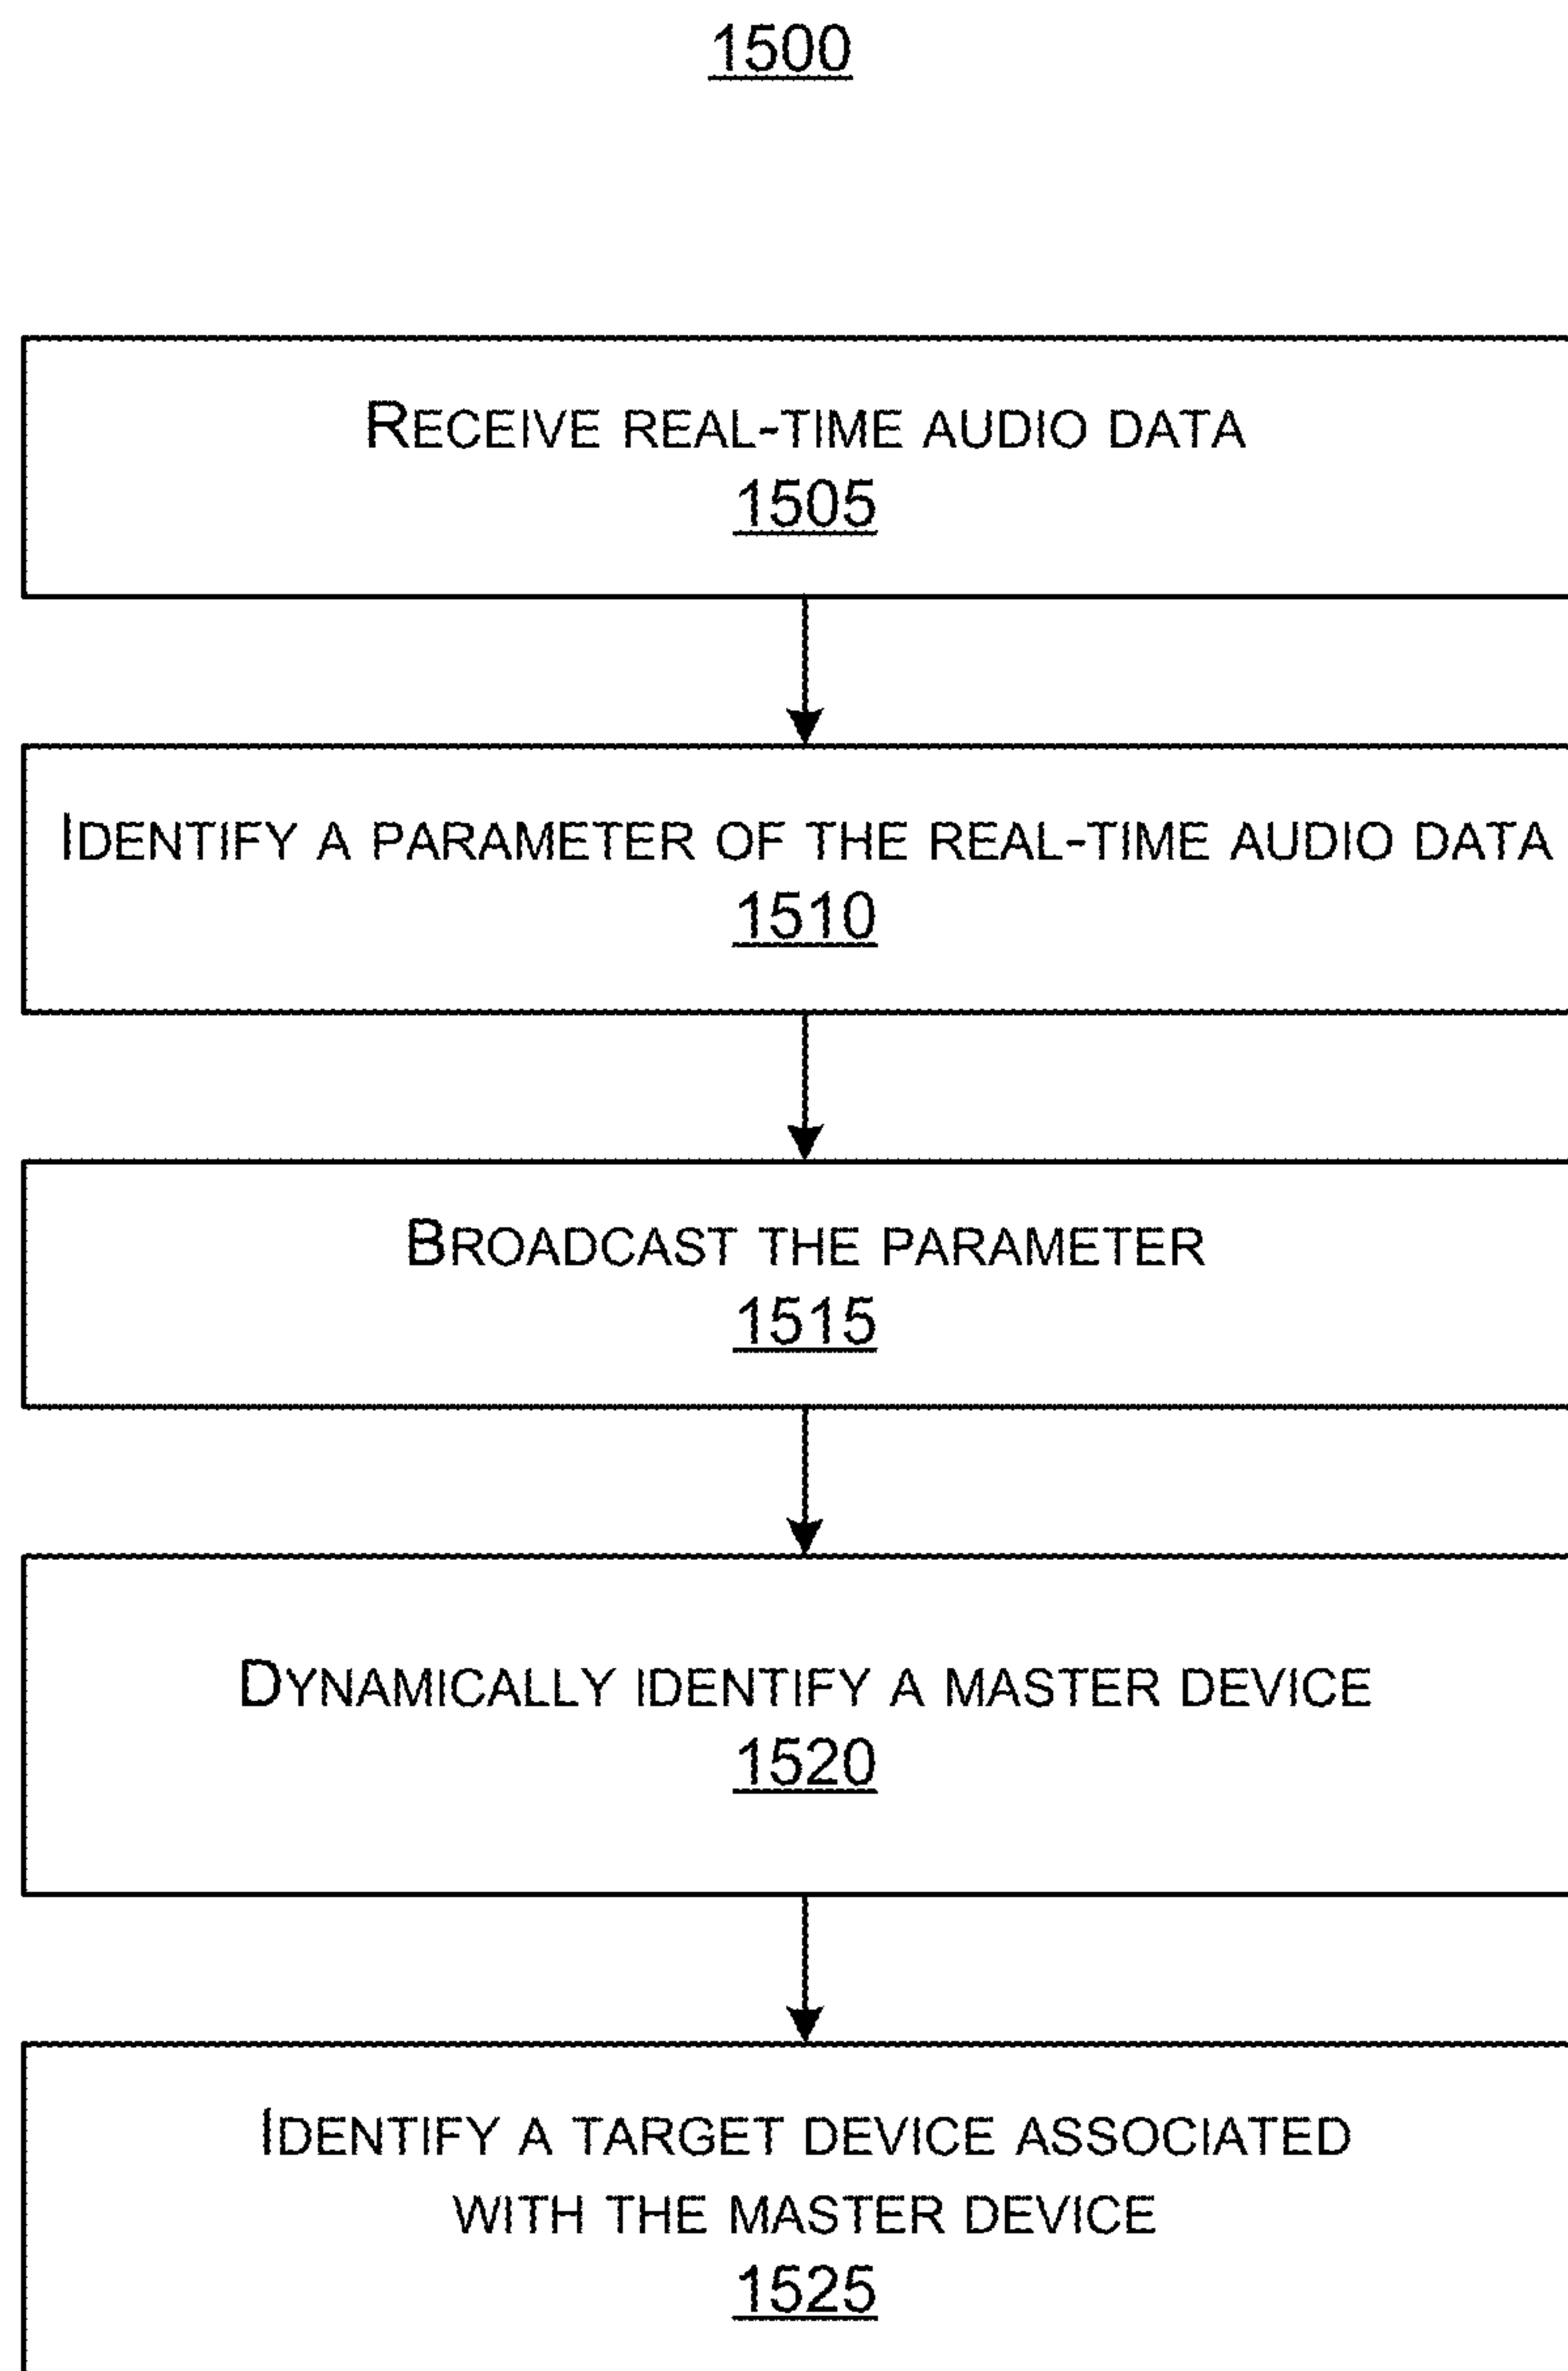 1500
RECEIVE REAL-TIME AUDIO DATA
1505
IDENTIFY A PARAMETER OF THE REAL-TIME AUDIO DATA
1510
BROADCAST THE PARAMETER
1515
DYNAMICALLY IDENTIFY A MASTER DEVICE
1520
IDENTIFY A TARGET DEVICE ASSOCIATED
WITH THE MASTER DEVICE
1525